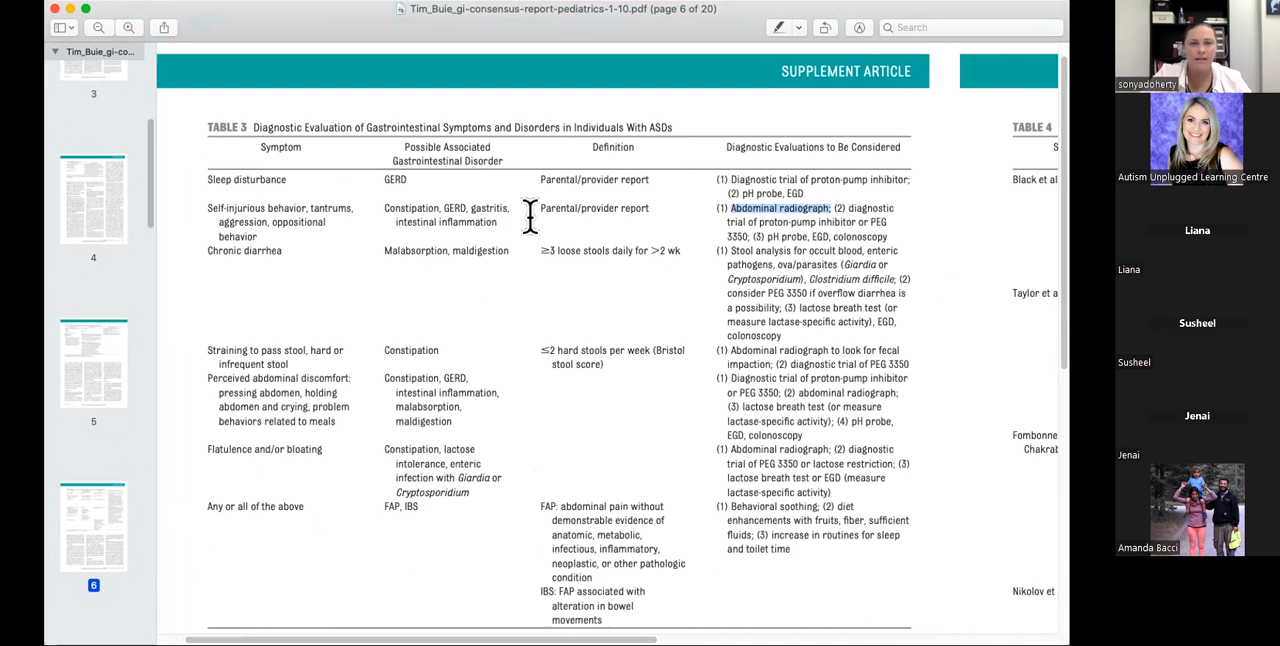 Tim_Buie_gi-consensus-report-pediatrics-1-10.pdf (page 6 of 20)
Search
Tim_Buie_gi-co...
3
4
5
6
SUPPLEMENT ARTICLE
TABLE 3 Diagnostic Evaluation of Gastrointestinal Symptoms and Disorders in Individuals With ASDs
Symptom
Possible Associated
Gastrointestinal Disorder
Definition
Diagnostic Evaluations to Be Considered
Sleep disturbance
GERD
Parental/provider report
(1) Diagnostic trial of proton-pump inhibitor;
(2) pH probe, EGD
Self-injurious behavior, tantrums,
aggression, oppositional
behavior
Constipation, GERD, gastritis,
intestinal inflammation
Parental/provider report
(1) Abdominal radiograph; (2) diagnostic
trial of proton-pump inhibitor or PEG
3350; (3) pH probe, EGD, colonoscopy
Chronic diarrhea
Malabsorption, maldigestion
≥3 loose stools daily for >2 wk
(1) Stool analysis for occult blood, enteric
pathogens, ova/parasites (Giardia or
Cryptosporidium), Clostridium difficile; (2)
consider PEG 3350 if overflow diarrhea is
a possibility; (3) lactose breath test (or
measure lactase-specific activity), EGD,
colonoscopy
Straining to pass stool, hard or
infrequent stool
Constipation
≤2 hard stools per week (Bristol
stool score)
(1) Abdominal radiograph to look for fecal
impaction; (2) diagnostic trial of PEG 3350
Perceived abdominal discomfort:
pressing abdomen, holding
abdomen and crying, problem
behaviors related to meals
Constipation, GERD,
intestinal inflammation,
malabsorption,
maldigestion
(1) Diagnostic trial of proton-pump inhibitor
or PEG 3350; (2) abdominal radiograph;
(3) lactose breath test (or measure
lactase-specific activity); (4) pH probe,
EGD, colonoscopy
Flatulence and/or bloating
Constipation, lactose
intolerance, enteric
infection with Giardia or
Cryptosporidium
(1) Abdominal radiograph; (2) diagnostic
trial of PEG 3350 or lactose restriction; (3)
lactose breath test or EGD (measure
lactase-specific activity)
Any or all of the above
FAP, IBS
FAP: abdominal pain without
demonstrable evidence of
anatomic, metabolic,
infectious, inflammatory,
neoplastic, or other pathologic
condition
IBS: FAP associated with
alteration in bowel
movements
(1) Behavioral soothing; (2) diet
enhancements with fruits, fiber, sufficient
fluids; (3) increase in routines for sleep
and toilet time
TABLE 4
S
Black et al
Taylor et a
Fombonne
Chakrab
Nikolov et
sonyadoherty
Autism Unplugged Learning Centre
Liana
Liana
Susheel
Susheel
Jenai
Jenai
Amanda Bacci